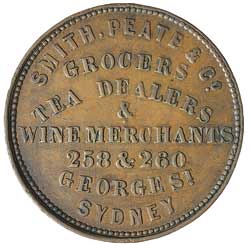 SMITH, PEATE & Co.
GROCERS
TEA DEALERS
&
WINE MERCHANTS
258 & 260
GEORGE St
SYDNEY